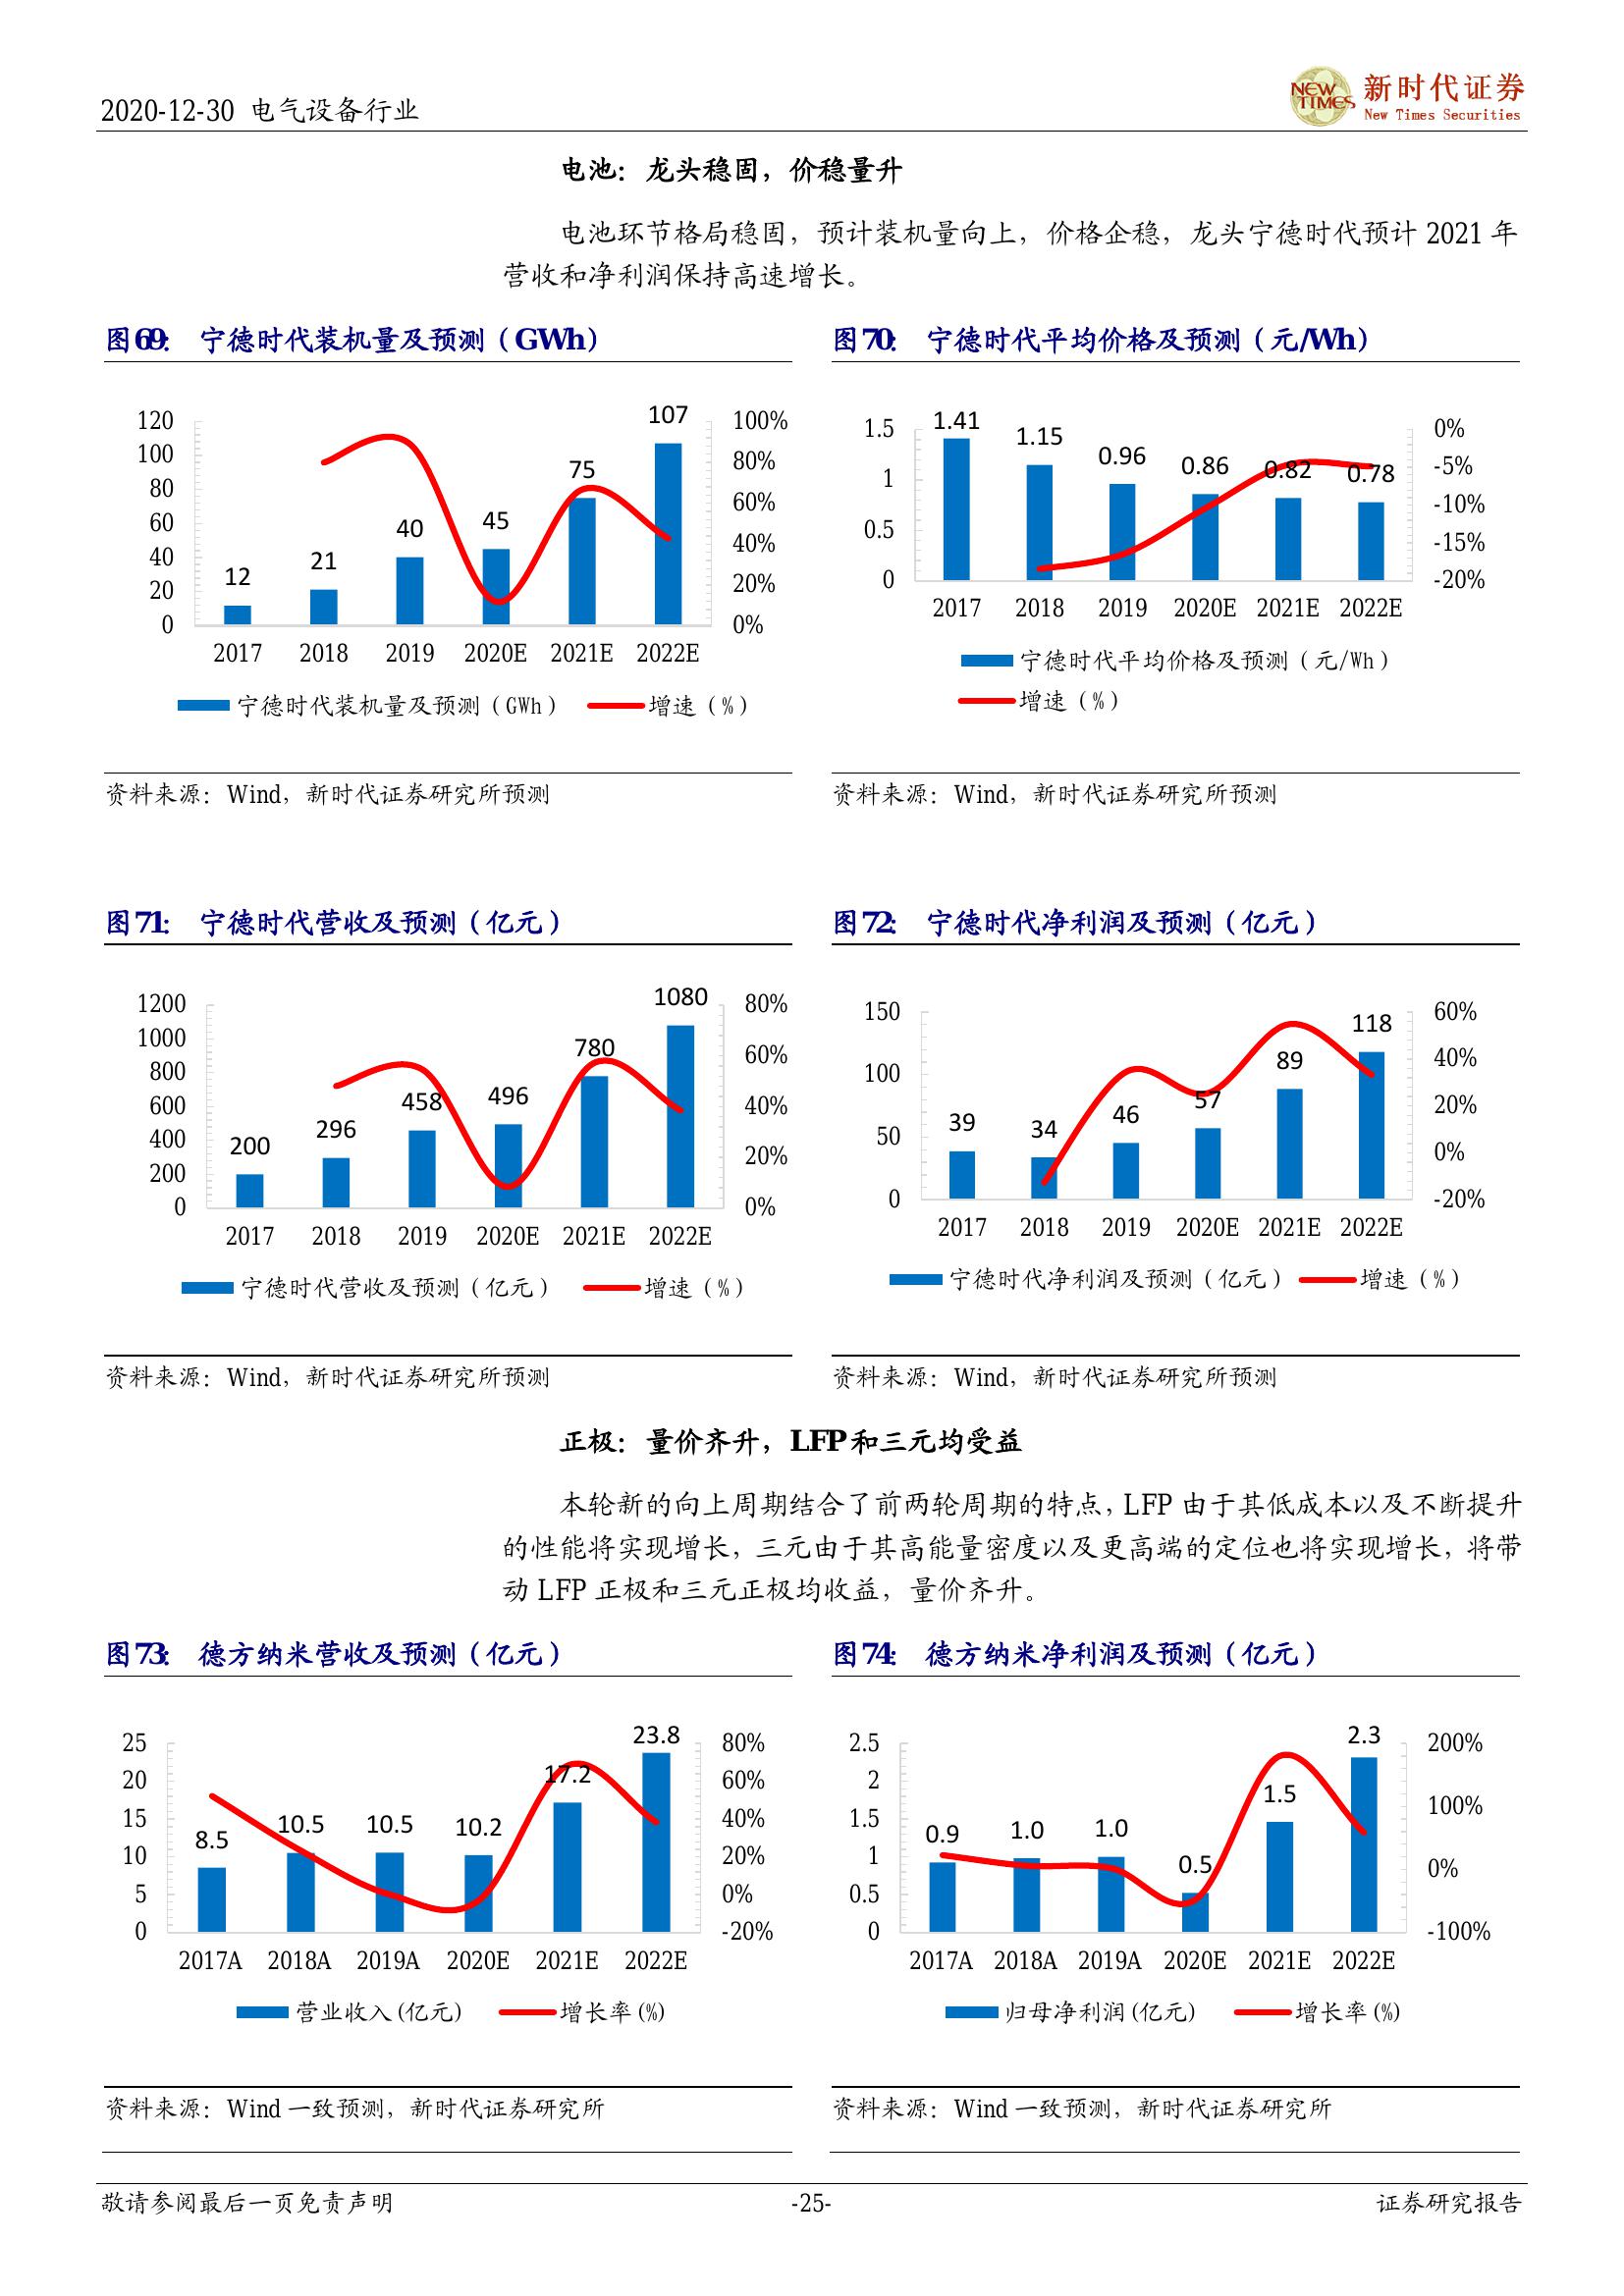 2020-12-30 电气设备行业
NEW TIMES
新时代证券
New Times Securities
电池：龙头稳固，价稳量升
电池环节格局稳固，预计装机量向上，价格企稳，龙头宁德时代预计 2021 年
营收和净利润保持高速增长。
图69： 宁德时代装机量及预测（GWh）
120
100
80
60
40
20
0
12
21
40
45
75
107
100%
80%
60%
40%
20%
0%
2017 2018 2019 2020E 2021E 2022E
宁德时代装机量及预测（GWh） 增速（%）
资料来源：Wind，新时代证券研究所预测
图70： 宁德时代平均价格及预测（元/Wh）
1.5
1
0.5
0
1.41
1.15
0.96
0.86
0.82
0.78
0%
-5%
-10%
-15%
-20%
2017 2018 2019 2020E 2021E 2022E
宁德时代平均价格及预测（元/Wh）
增速（%）
资料来源：Wind，新时代证券研究所预测
图71： 宁德时代营收及预测（亿元）
1200
1000
800
600
400
200
0
200
296
458
496
780
1080
80%
60%
40%
20%
0%
2017 2018 2019 2020E 2021E 2022E
宁德时代营收及预测（亿元） 增速（%）
资料来源：Wind，新时代证券研究所预测
图72： 宁德时代净利润及预测（亿元）
150
100
50
0
39
34
46
57
89
118
60%
40%
20%
0%
-20%
2017 2018 2019 2020E 2021E 2022E
宁德时代净利润及预测（亿元） 增速（%）
资料来源：Wind，新时代证券研究所预测
正极：量价齐升，LFP和三元均受益
本轮新的向上周期结合了前两轮周期的特点，LFP 由于其低成本以及不断提升
的性能将实现增长，三元由于其高能量密度以及更高端的定位也将实现增长，将带
动 LFP 正极和三元正极均收益，量价齐升。
图73： 德方纳米营收及预测（亿元）
25
20
15
10
5
0
8.5
10.5
10.5
10.2
17.2
23.8
80%
60%
40%
20%
0%
-20%
2017A 2018A 2019A 2020E 2021E 2022E
营业收入(亿元) 增长率(%)
资料来源：Wind 一致预测，新时代证券研究所
图74： 德方纳米净利润及预测（亿元）
2.5
2
1.5
1
0.5
0
0.9
1.0
1.0
0.5
1.5
2.3
200%
100%
0%
-100%
2017A 2018A 2019A 2020E 2021E 2022E
归母净利润(亿元) 增长率(%)
资料来源：Wind 一致预测，新时代证券研究所
敬请参阅最后一页免责声明
-25-
证券研究报告